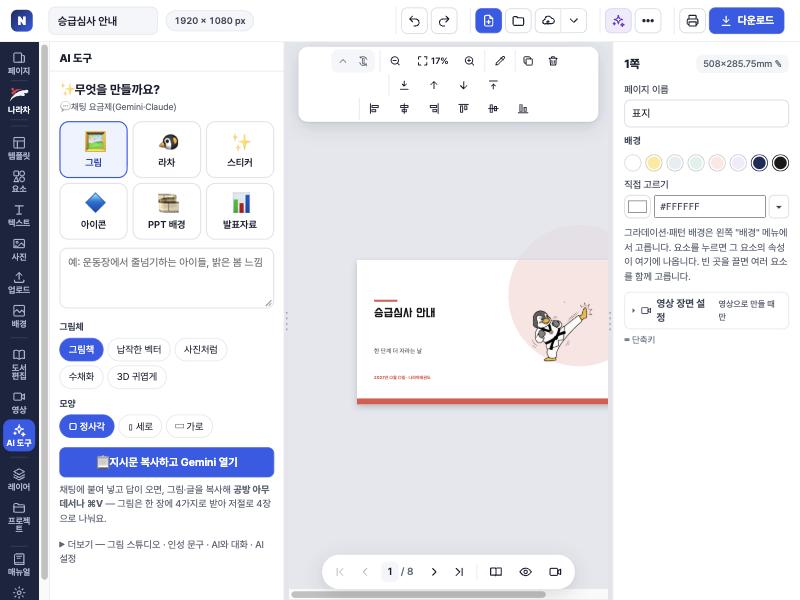 N
승급심사 안내
1920 × 1080 px
다운로드
페이지
나라차
템플릿
요소
텍스트
사진
업로드
배경
도서
편집
영상
AI 도구
레이어
프로젝
트
매뉴얼
AI 도구
✨무엇을 만들까요?
💬채팅 요금제(Gemini·Claude)
그림
라차
스티커
아이콘
PPT 배경
발표자료
예: 운동장에서 줄넘기하는 아이들, 밝은 봄 느낌
그림체
그림책
납작한 벡터
사진처럼
수채화
3D 귀엽게
모양
정사각
세로
가로
📋지시문 복사하고 Gemini 열기
채팅에 붙여 넣고 답이 오면, 그림·글을 복사해 공방 아무
데서나 ⌘V — 그림은 한 장에 4가지로 받아 저절로 4장
으로 나눠요.
▶ 더보기 — 그림 스튜디오 · 인성 문구 · AI와 대화 · AI
설정
17%
승급심사 안내
한 단계 더 자라는 날
1 / 8
1쪽
508×285.75mm ✎
페이지 이름
표지
배경
직접 고르기
#FFFFFF
그라데이션·패턴 배경은 왼쪽 "배경" 메뉴에
서 고릅니다. 요소를 누르면 그 요소의 속성
이 여기에 나옵니다. 빈 곳을 끌면 여러 요소
를 함께 고릅니다.
영상 장면 설
정
영상으로 만들 때
만
단축키